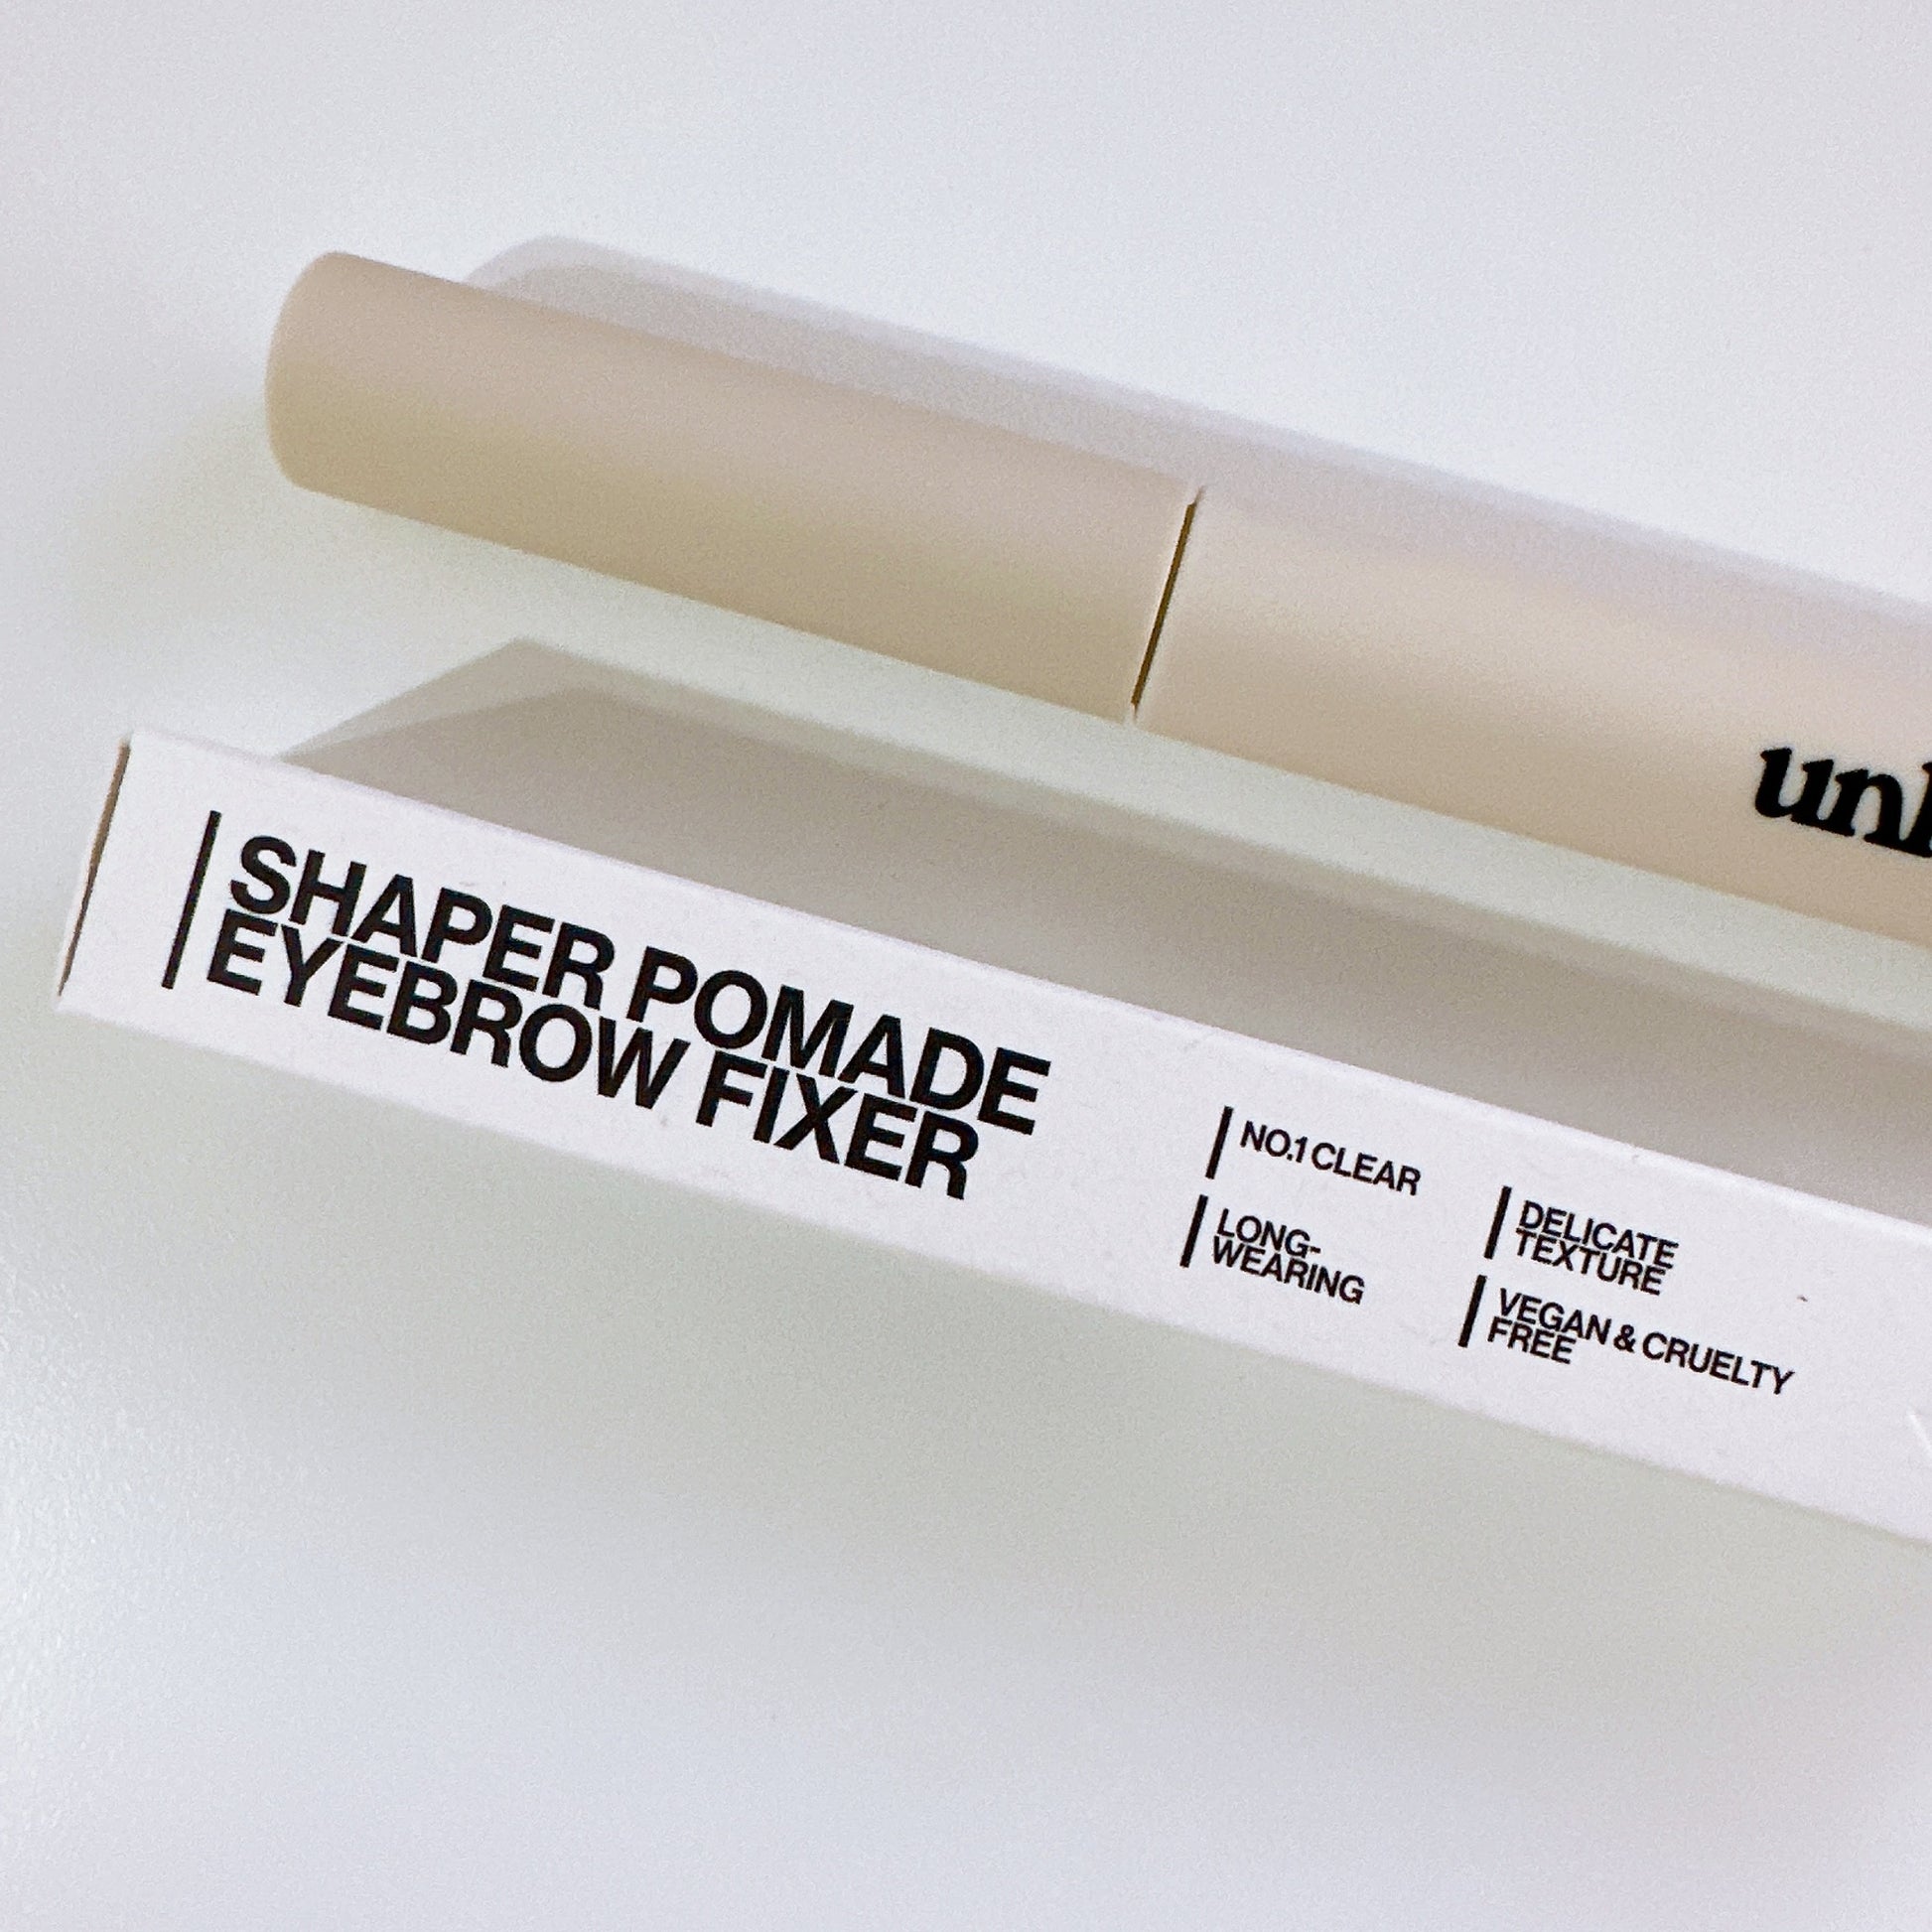 SHAPER POMADE
EYEBROW FIXER
NO.1 CLEAR
LONG-
WEARING
DELICATE
TEXTURE
VEGAN & CRUELTY
FREE